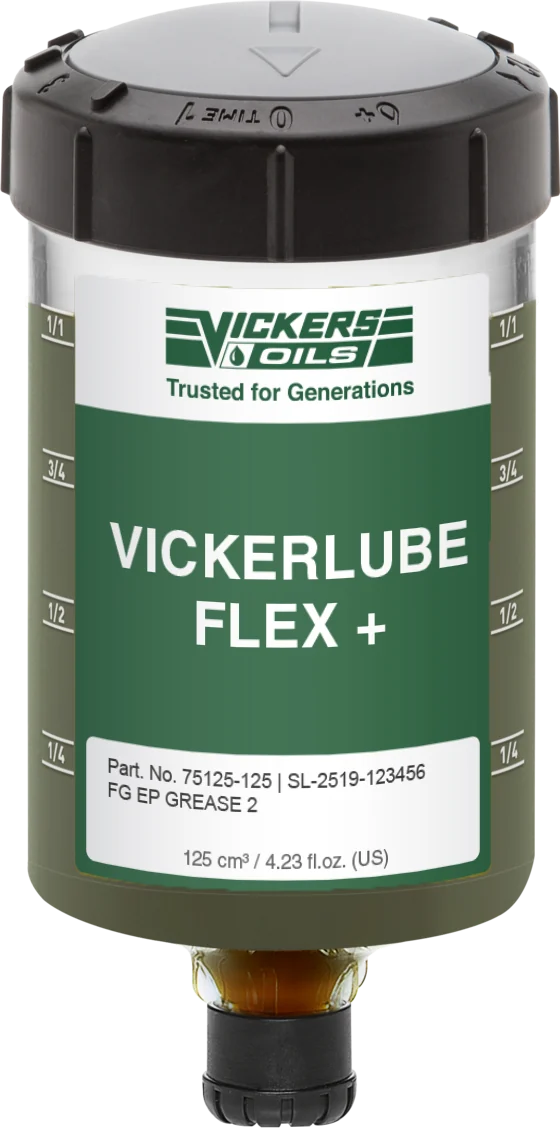 TIME
0
1/1
1/1
3/4
3/4
1/2
1/2
1/4
1/4
VICKERS
OILS
Trusted for Generations
VICKERLUBE
FLEX +
Part. No. 75125-125 | SL-2519-123456
FG EP GREASE 2
125 cm³ / 4.23 fl.oz. (US)